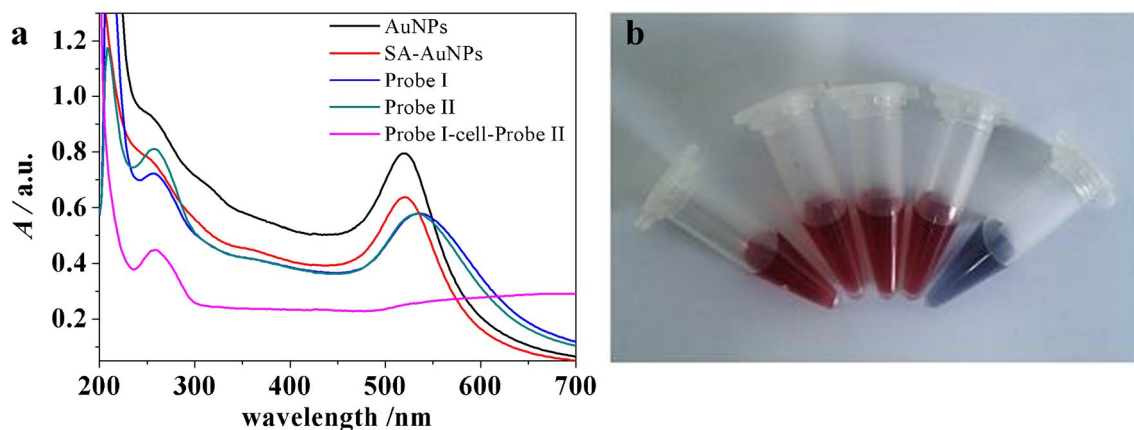 a
AuNPs
SA-AuNPs
Probe I
Probe II
Probe I-cell-Probe II
1.2
1.0
0.8
0.6
0.4
0.2
A / a.u.
200
300
400
500
600
700
wavelength /nm
b